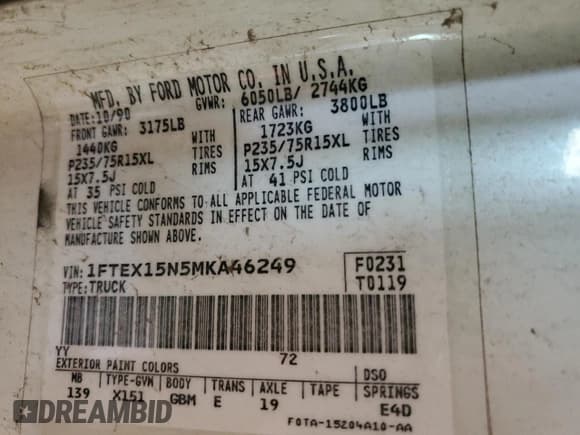 MFD. BY FORD MOTOR CO. IN U.S.A.
DATE: 10/90 GVWR: 6050LB/ 2744KG
FRONT GAWR: 3175LB REAR GAWR: 3800LB
1440KG WITH 1723KG WITH
P235/75R15XL TIRES P235/75R15XL TIRES
15X7.5J RIMS 15X7.5J RIMS
AT 35 PSI COLD AT 41 PSI COLD
THIS VEHICLE CONFORMS TO ALL APPLICABLE FEDERAL MOTOR
VEHICLE SAFETY STANDARDS IN EFFECT ON THE DATE OF
MANUFACTURE SHOWN ABOVE.
VIN: 1FTEX15N5MKA46249 F0231
TYPE: TRUCK T0119
YY 72
EXTERIOR PAINT COLORS DSO
WB TYPE-GVW BODY TRANS AXLE TAPE SPRINGS
139 X151 GBM E 19 E4D
F0TA-15204A10-AA
DREAMBID